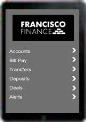 FRANCISCO
FINANCE
Accounts
Bill Pay
Transfers
Deposits
Deals
Alerts